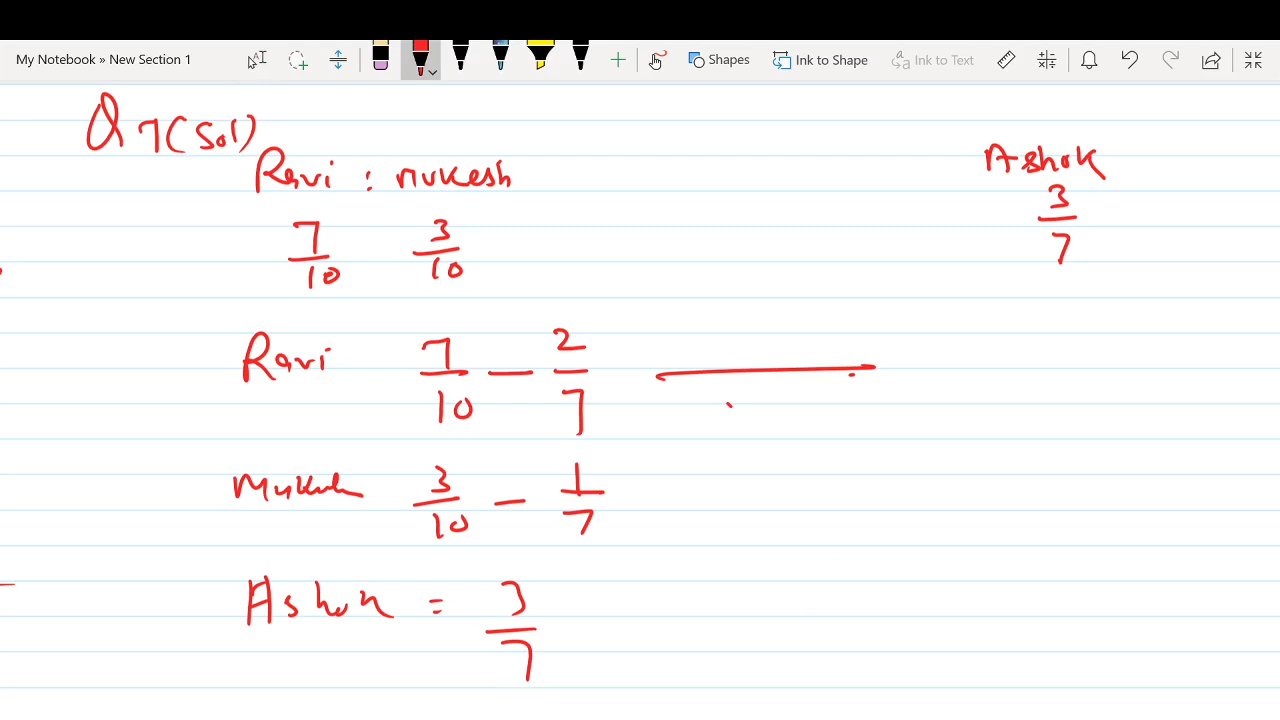 My Notebook » New Section 1
Shapes
Ink to Shape
Ink to Text
Q 7 (Sol)
Ravi : Mukesh
Ashok
3/7
7/10 3/10
Ravi 7/10 - 2/7
3/10 - 1/7
Ashok = 3/7